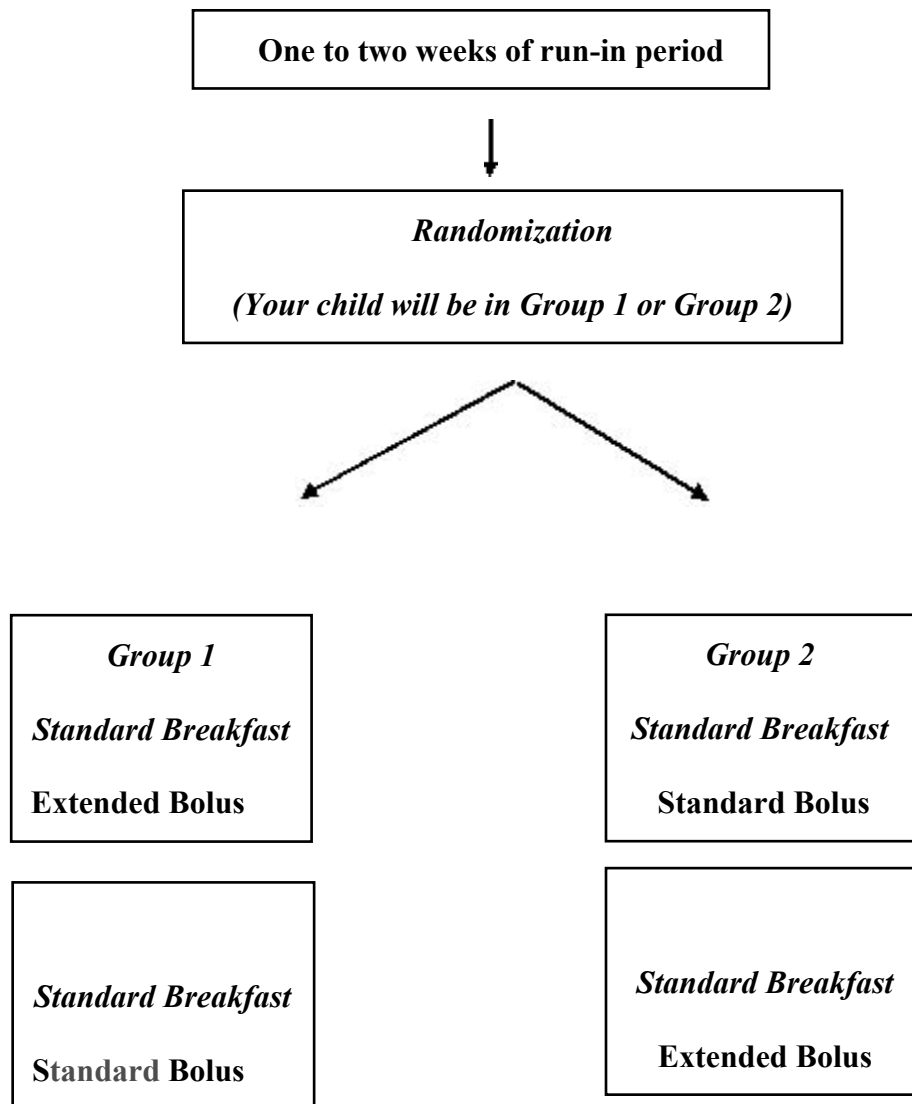 One to two weeks of run-in period
Randomization
(Your child will be in Group 1 or Group 2)
Group 1
Standard Breakfast
Extended Bolus
Group 2
Standard Breakfast
Standard Bolus
Standard Breakfast
Standard Bolus
Standard Breakfast
Extended Bolus